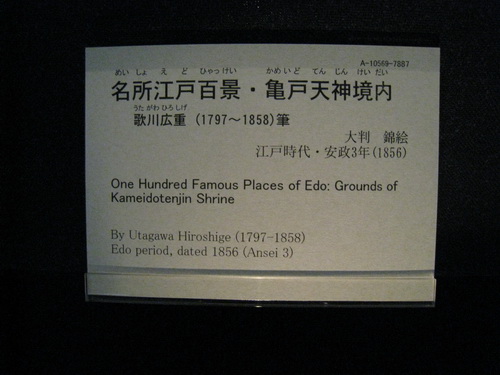 A-10569-7887
めい しょ え ど ひゃっけい かめいど てん じん けい だい
名所江戸百景・亀戸天神境内
うたがわ ひろしげ
歌川広重 (1797～1858)筆
大判 錦絵
江戸時代・安政3年(1856)
One Hundred Famous Places of Edo: Grounds of
Kameidotenjin Shrine
By Utagawa Hiroshige (1797-1858)
Edo period, dated 1856 (Ansei 3)